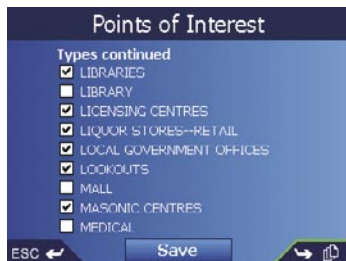 Points of Interest
Types continued
LIBRARIES
LIBRARY
LICENSING CENTRES
LIQUOR STORES--RETAIL
LOCAL GOVERNMENT OFFICES
LOOKOUTS
MALL
MASONIC CENTRES
MEDICAL
ESC Save